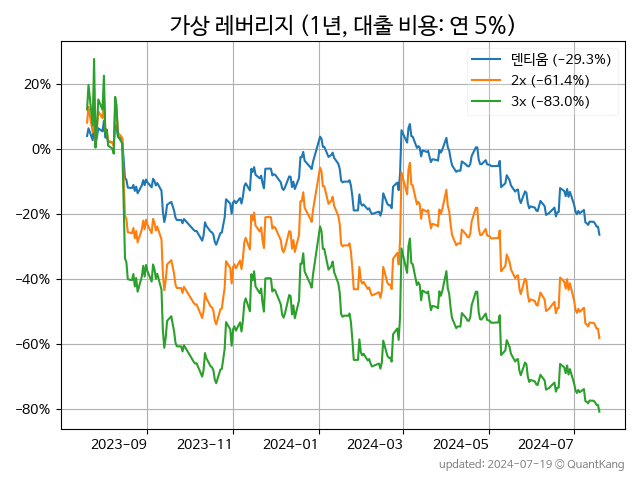 가상 레버리지 (1년, 대출 비용: 연 5%)
덴티움 (−29.3%)
2x (−61.4%)
3x (−83.0%)
20%
0%
−20%
−40%
−60%
−80%
2023-09 2023-11 2024-01 2024-03 2024-05 2024-07
updated: 2024-07-19 © QuantKang